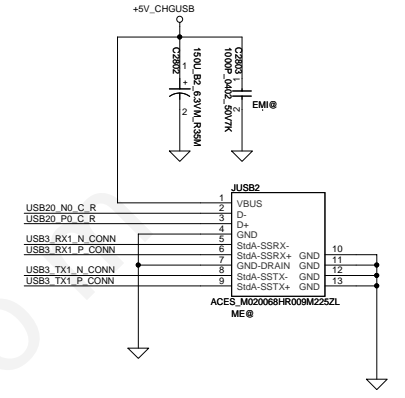 +5V_CHGUSB
C2802
150U_B2_6.3VM_R35M
1
+
2
C2803
1000P_0402_50V7K
1
2
EMI@
JUSB2
1 VBUS
USB20_N0_C_R 2 D-
USB20_P0_C_R 3 D+
4 GND
USB3_RX1_N_CONN 5 StdA-SSRX-
USB3_RX1_P_CONN 6 StdA-SSRX+ GND 10
7 GND-DRAIN GND 11
USB3_TX1_N_CONN 8 StdA-SSTX- GND 12
USB3_TX1_P_CONN 9 StdA-SSTX+ GND 13
ACES_M020068HR009M225ZL
ME@